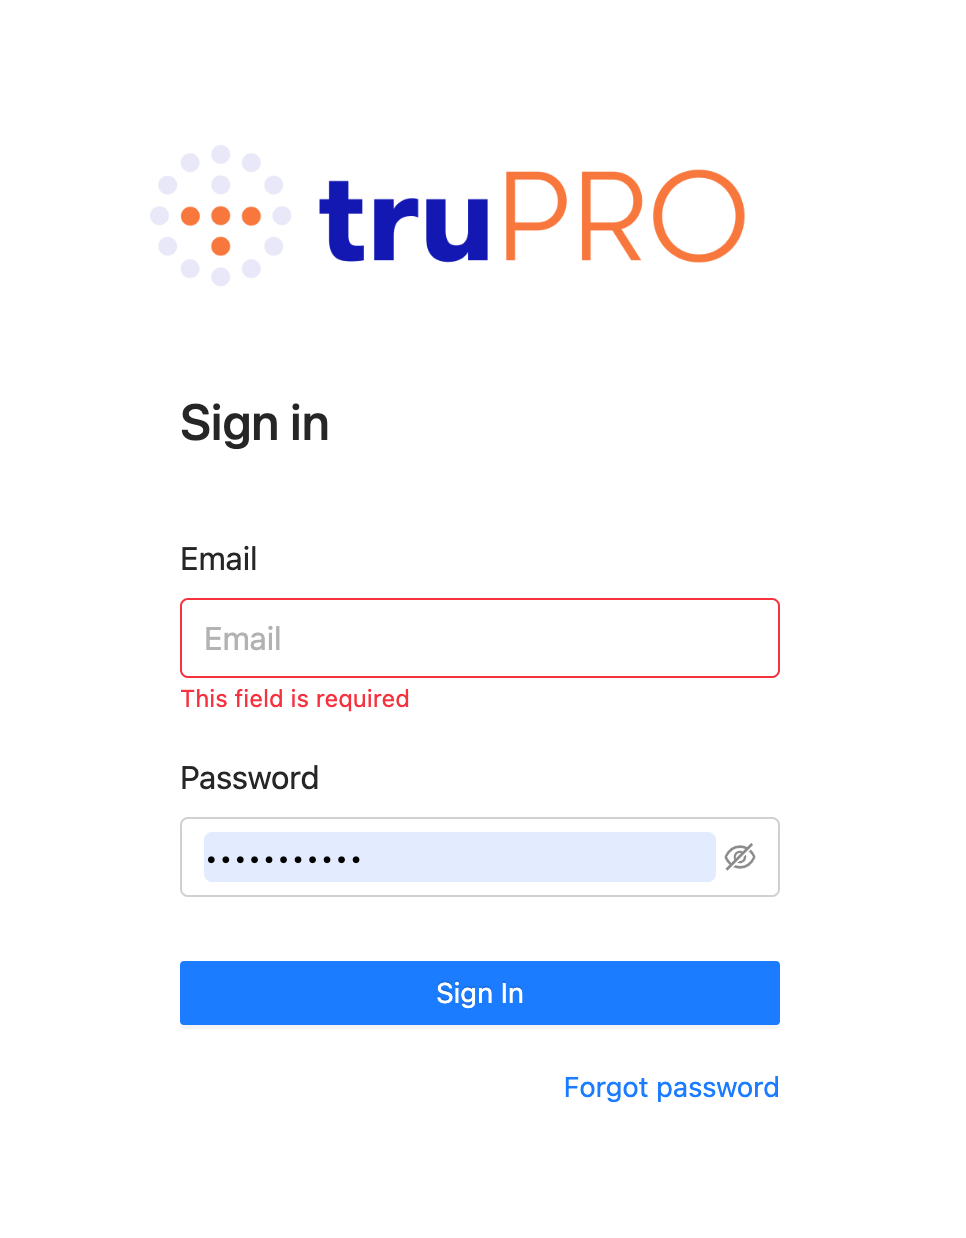 truPRO
Sign in
Email
Email
This field is required
Password
•••••••••••
Sign In
Forgot password